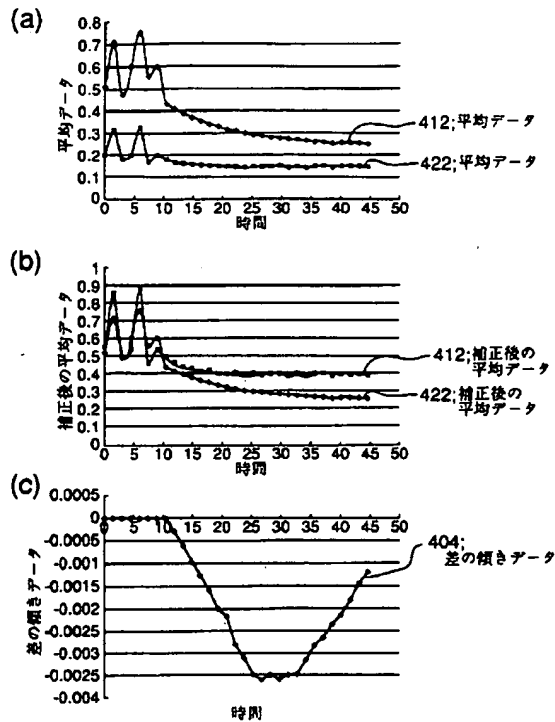 (a)
0.8
0.7
0.6
0.5
0.4
0.3
0.2
0.1
0
平均データ
0 5 10 15 20 25 30 35 40 45 50
時間
412;平均データ
422;平均データ
(b)
1
0.9
0.8
0.7
0.6
0.5
0.4
0.3
0.2
0.1
0
補正後の平均データ
0 5 10 15 20 25 30 35 40 45 50
時間
412;補正後の
平均データ
422;補正後の
平均データ
(c)
0.0005
0
-0.0005
-0.001
-0.0015
-0.002
-0.0025
-0.003
-0.0025
-0.004
差の傾きデータ
0 5 10 15 20 25 30 35 40 45 50
時間
404;
差の傾きデータ